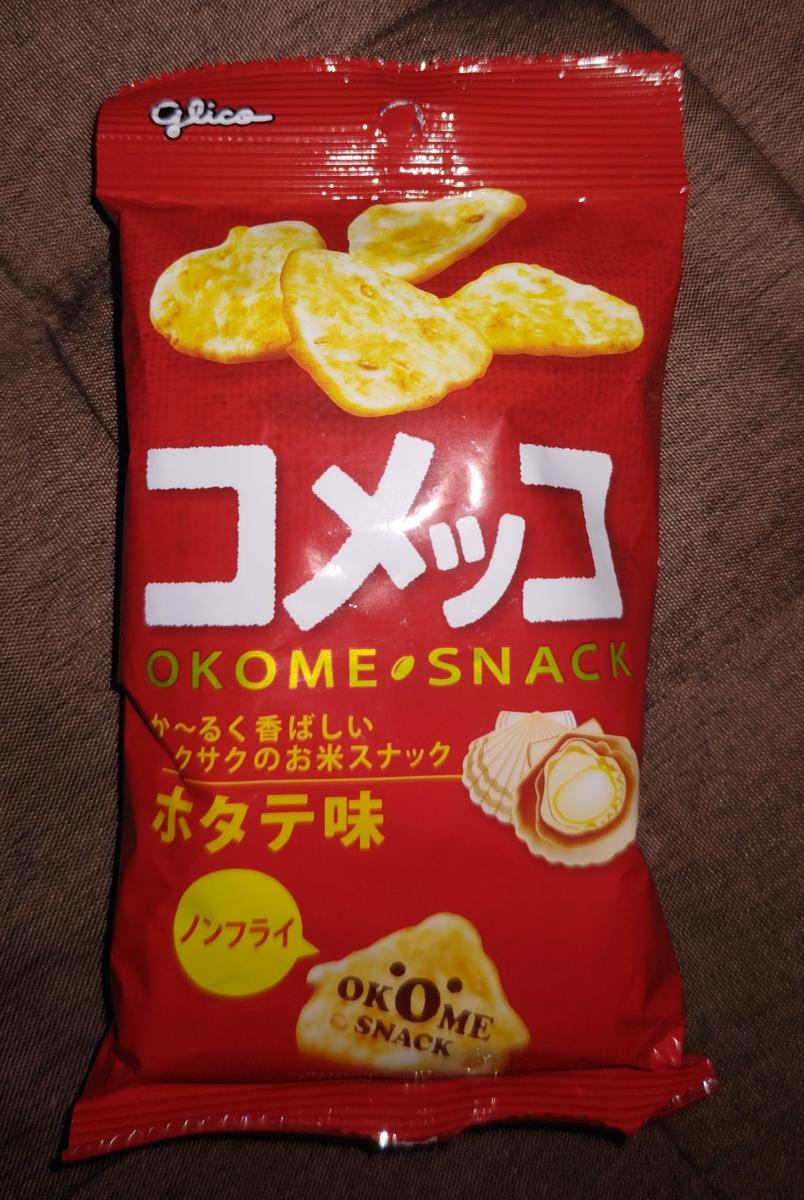 glico
コメッコ
OKOME SNACK
か〜るく香ばしい
クサクのお米スナック
ホタテ味
ノンフライ
OKOME
SNACK